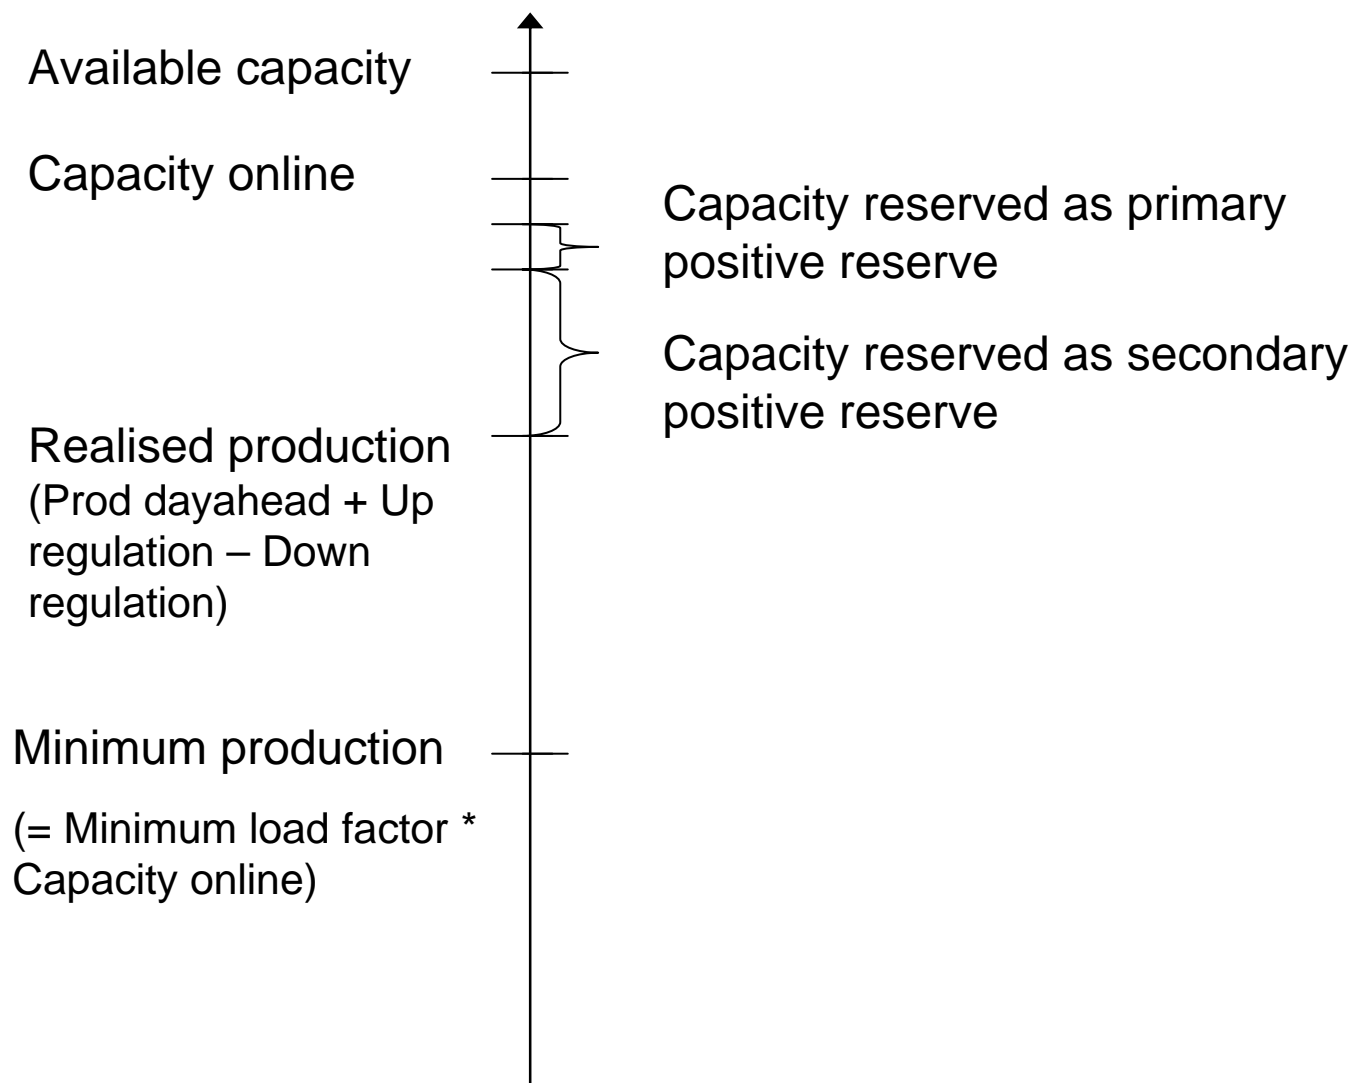 Available capacity
Capacity online
Capacity reserved as primary
positive reserve
Capacity reserved as secondary
positive reserve
Realised production
(Prod dayahead + Up
regulation – Down
regulation)
Minimum production
(= Minimum load factor *
Capacity online)